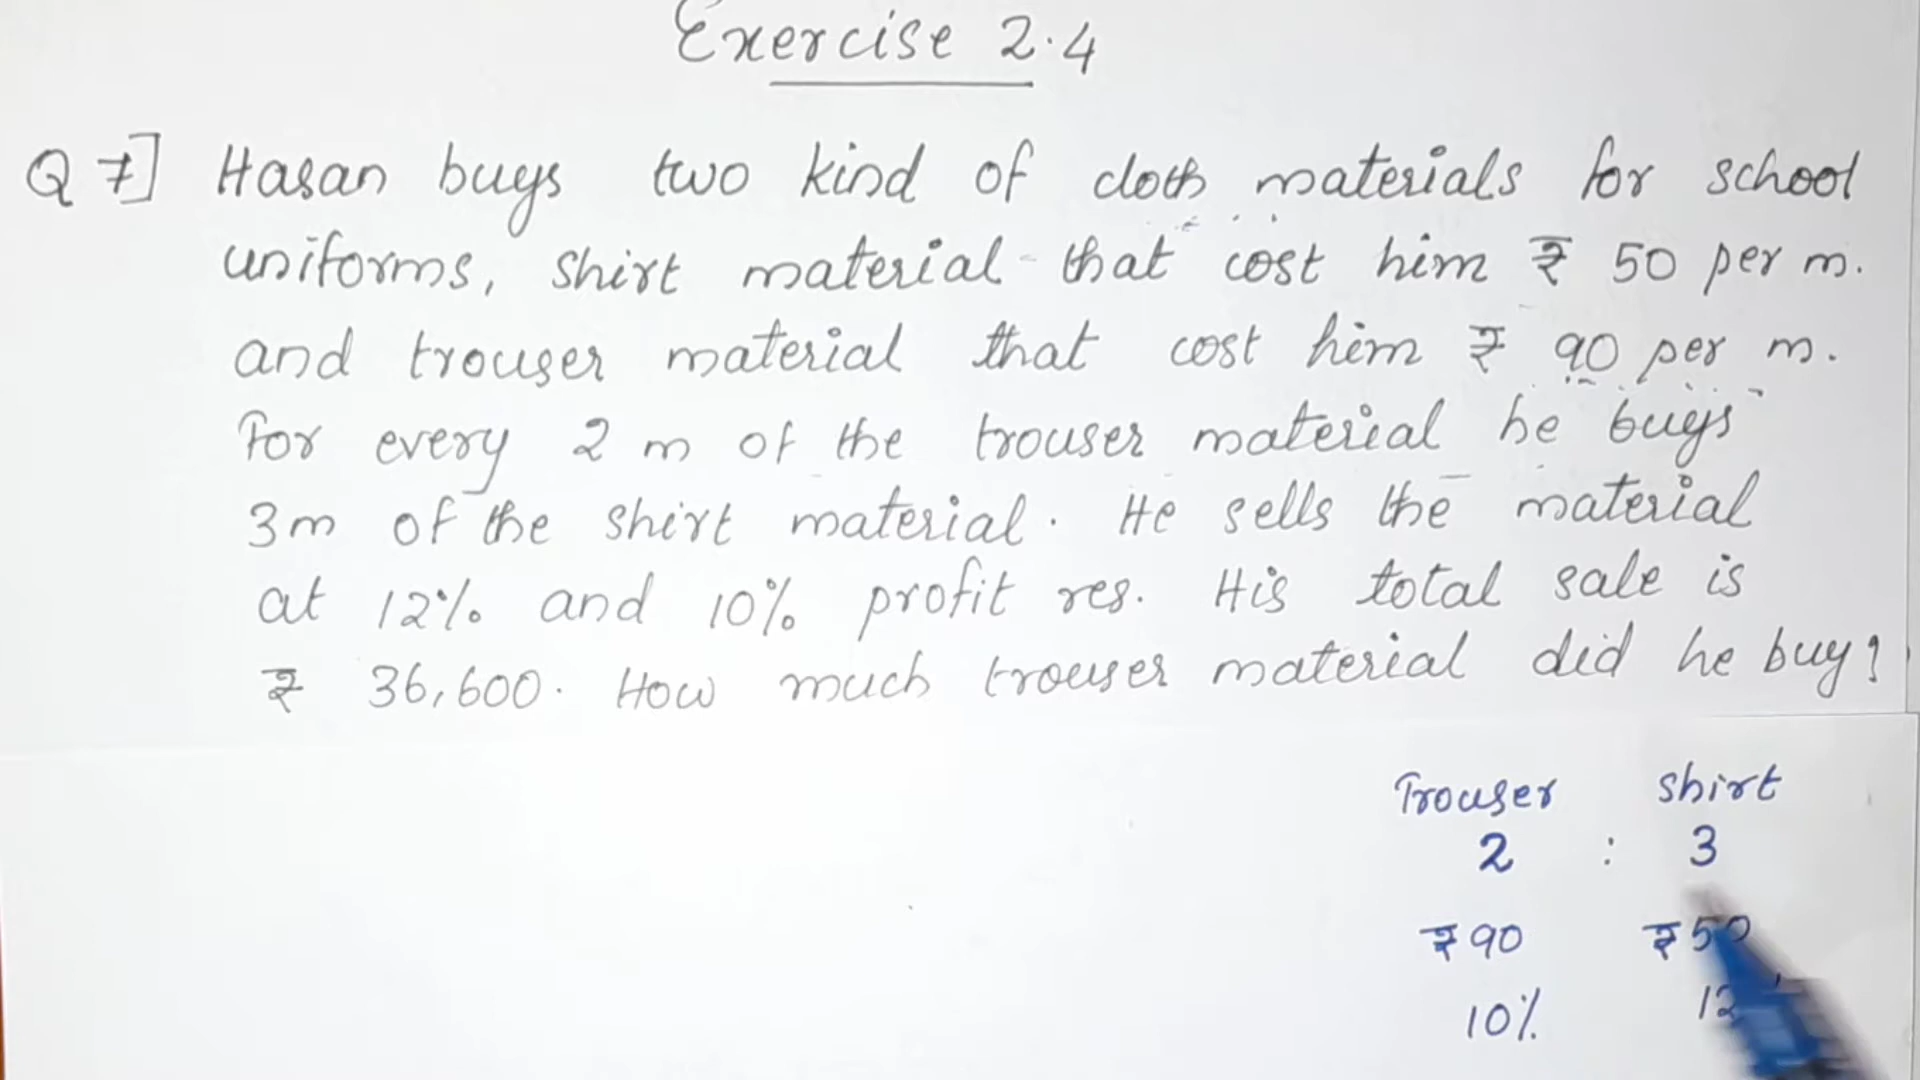 Exercise 2.4
Q 7] Hasan buys two kind of cloth materials for school
uniforms, shirt material that cost him ₹ 50 per m.
and trouser material that cost him ₹ 90 per m.
For every 2 m of the trouser material he buys
3m of the shirt material. He sells the material
at 12% and 10% profit res. His total sale is
₹ 36,600. How much trouser material did he buy?
Trouser shirt
2 : 3
₹90 ₹50
10% 12